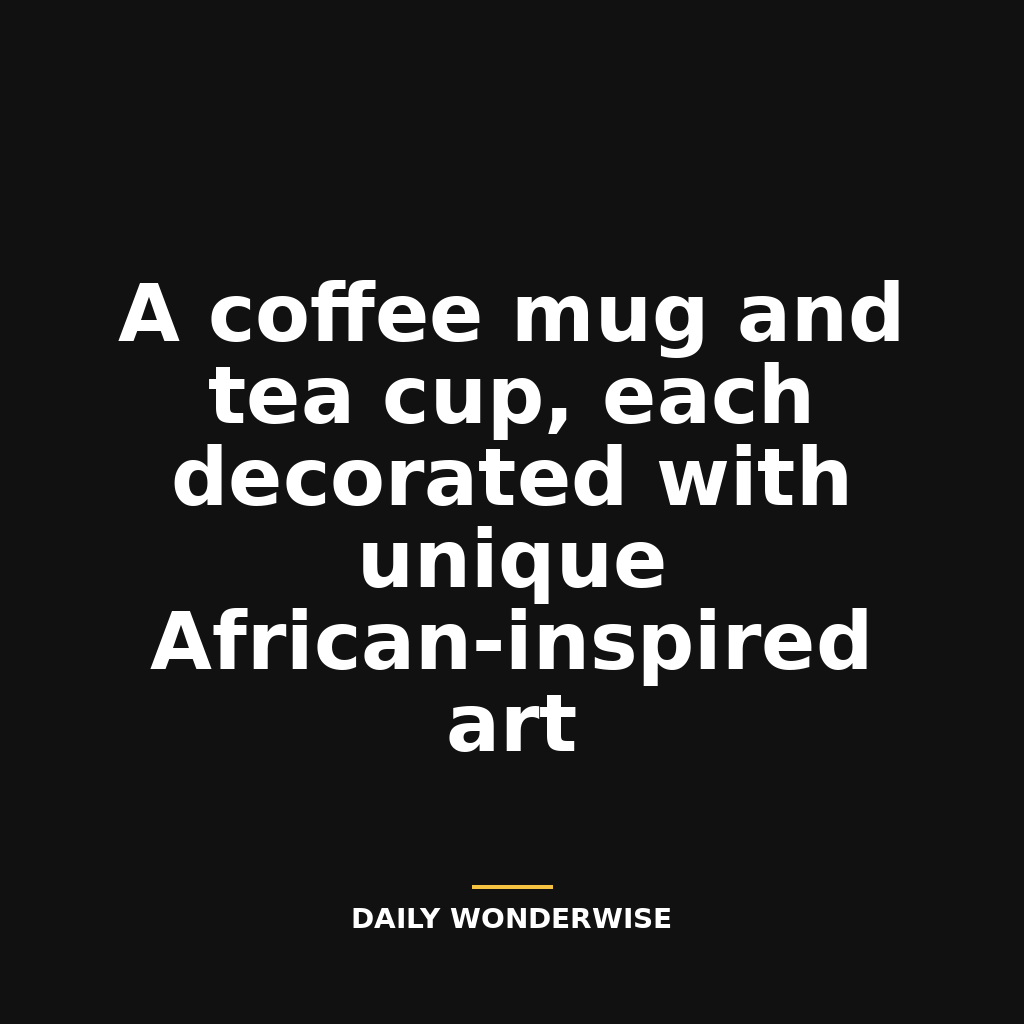 A coffee mug and
tea cup, each
decorated with
unique
African-inspired
art
DAILY WONDERWISE